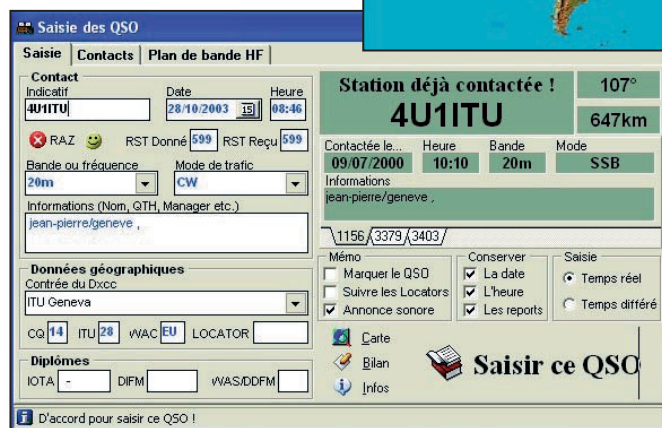 Saisie des QSO
Saisie Contacts Plan de bande HF
Contact
Indicatif Date Heure
4U1ITU 28/10/2003 15 08:46
RAZ RST Donné 599 RST Reçu 599
Bande ou fréquence Mode de trafic
20m CW
Informations (Nom, QTH, Manager etc.)
jean-pierre/geneve ,
Données géographiques
Contrée du Dxcc
ITU Geneva
CQ 14 ITU 28 WAC EU LOCATOR
Diplômes
IOTA - DIFM WAS/DDFM
Station déjà contactée !
4U1ITU
107°
647km
Contactée le... Heure Bande Mode
09/07/2000 10:10 20m SSB
Informations
jean-pierre/geneve ,
1156 3379 3403
Mémo
Marquer le QSO
Suivre les Locators
Annonce sonore
Conserver
La date
L'heure
Les reports
Saisie
Temps réel
Temps différé
Carte
Bilan
Infos
Saisir ce QSO
D'accord pour saisir ce QSO !